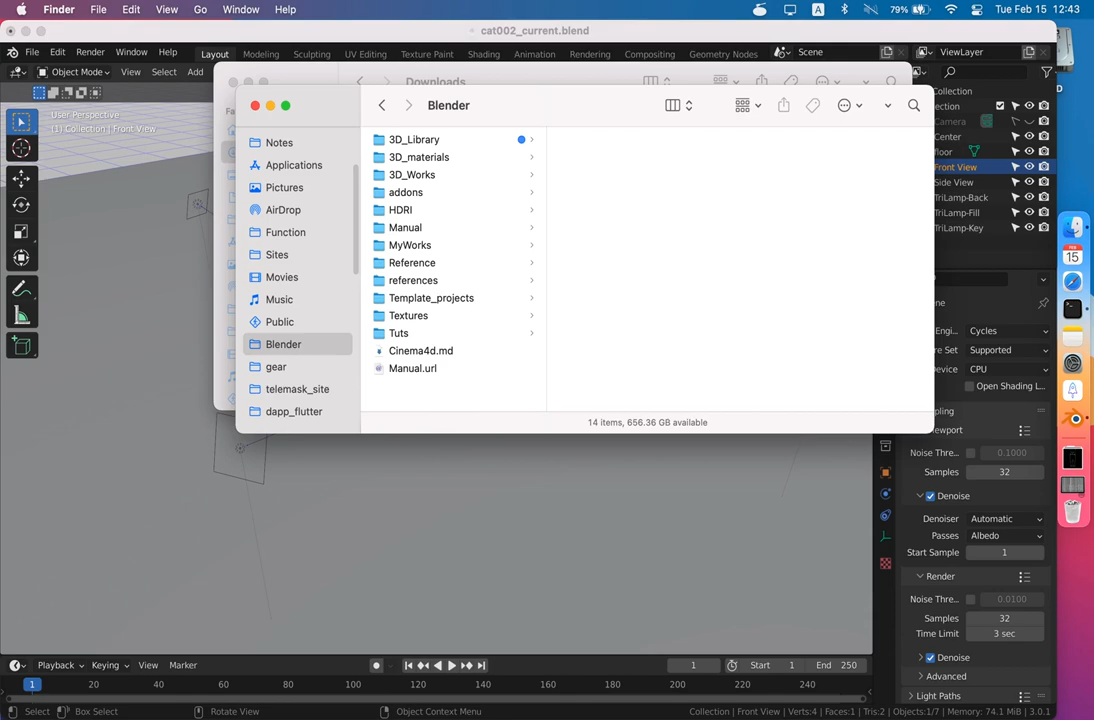 Finder File Edit View Go Window Help A 79% Tue Feb 15 12:43
cat002_current.blend
File Edit Render Window Help Layout Modeling Sculpting UV Editing Texture Paint Shading Animation Rendering Compositing Geometry Nodes Scene ViewLayer
Object Mode View Select Add
Downloads
User Perspective
(1) Collection | Front View
Blender
Notes
Applications
Pictures
AirDrop
Function
Sites
Movies
Music
Public
Blender
gear
telemask_site
dapp_flutter
3D_Library
3D_materials
3D_Works
addons
HDRI
Manual
MyWorks
Reference
references
Template_projects
Textures
Tuts
Cinema4d.md
Manual.url
14 items, 656.36 GB available
Collection
ection
Camera
Center
floor
Front View
Side View
TriLamp-Back
TriLamp-Fill
TriLamp-Key
FEB
15
ne
Engi... Cycles
re Set Supported
evice CPU
Open Shading L...
pling
ewport
Noise Thre... 0.1000
Samples 32
Denoise
Denoiser Automatic
Passes Albedo
Start Sample 1
Render
Noise Thre... 0.0100
Samples 32
Time Limit 3 sec
Denoise
Advanced
Light Paths
Playback Keying View Marker 1 Start 1 End 250
1 20 40 60 80 100 120 140 160 180 200 220 240
Select Box Select Rotate View Object Context Menu Collection | Front View | Verts:4 | Faces:1 | Tris:2 | Objects:1/7 | Memory: 74.1 MiB | 3.0.1